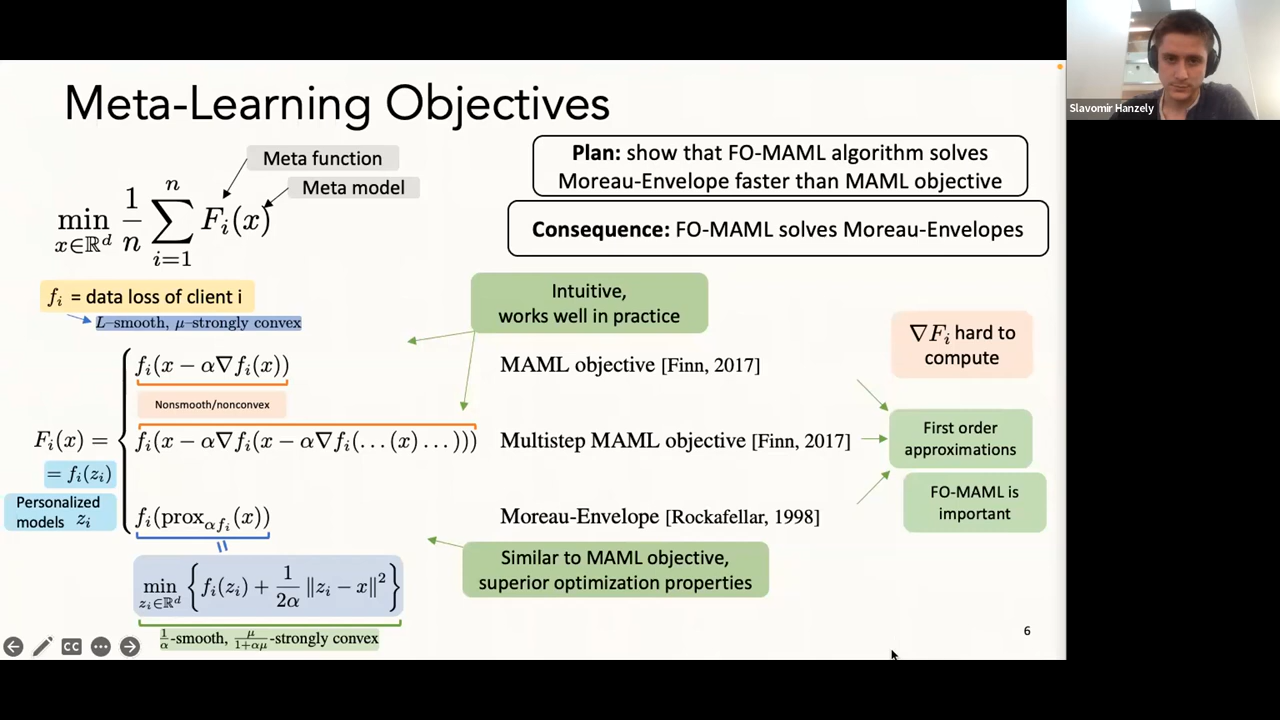 Slavomir Hanzely
Meta-Learning Objectives
Meta function
Meta model
min_{x∈ℝ^d} 1/n ∑_{i=1}^{n} F_i(x)
Plan: show that FO-MAML algorithm solves
Moreau-Envelope faster than MAML objective
Consequence: FO-MAML solves Moreau-Envelopes
f_i = data loss of client i
L–smooth, μ–strongly convex
Intuitive,
works well in practice
∇F_i hard to
compute
f_i(x − α∇f_i(x))
MAML objective [Finn, 2017]
Nonsmooth/nonconvex
F_i(x) =
f_i(x − α∇f_i(x − α∇f_i(…(x)…)))
Multistep MAML objective [Finn, 2017]
First order
approximations
= f_i(z_i)
Personalized
models z_i
FO-MAML is
important
f_i(prox_{αf_i}(x))
Moreau-Envelope [Rockafellar, 1998]
=
min_{z_i∈ℝ^d} {f_i(z_i) + 1/2α ‖z_i − x‖²}
Similar to MAML objective,
superior optimization properties
1/α-smooth, μ/(1+αμ)-strongly convex
6
CC